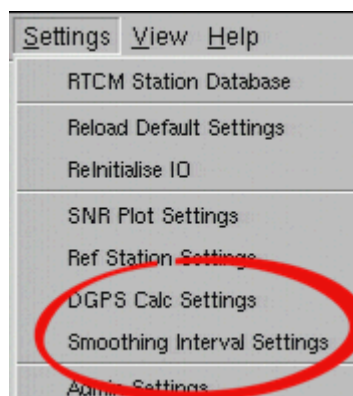 Settings View Help
RTCM Station Database
Reload Default Settings
ReInitialise IO
SNR Plot Settings
Ref Station Settings
DGPS Calc Settings
Smoothing Interval Settings
Admin Settings